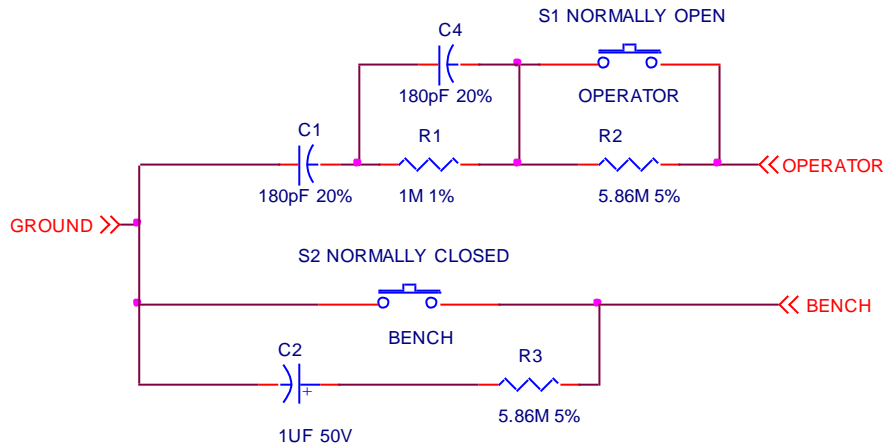 S1 NORMALLY OPEN
C4
180pF 20%
OPERATOR
C1
R1
R2
OPERATOR
180pF 20%
1M 1%
5.86M 5%
GROUND
S2 NORMALLY CLOSED
BENCH
BENCH
C2
R3
+
5.86M 5%
1UF 50V